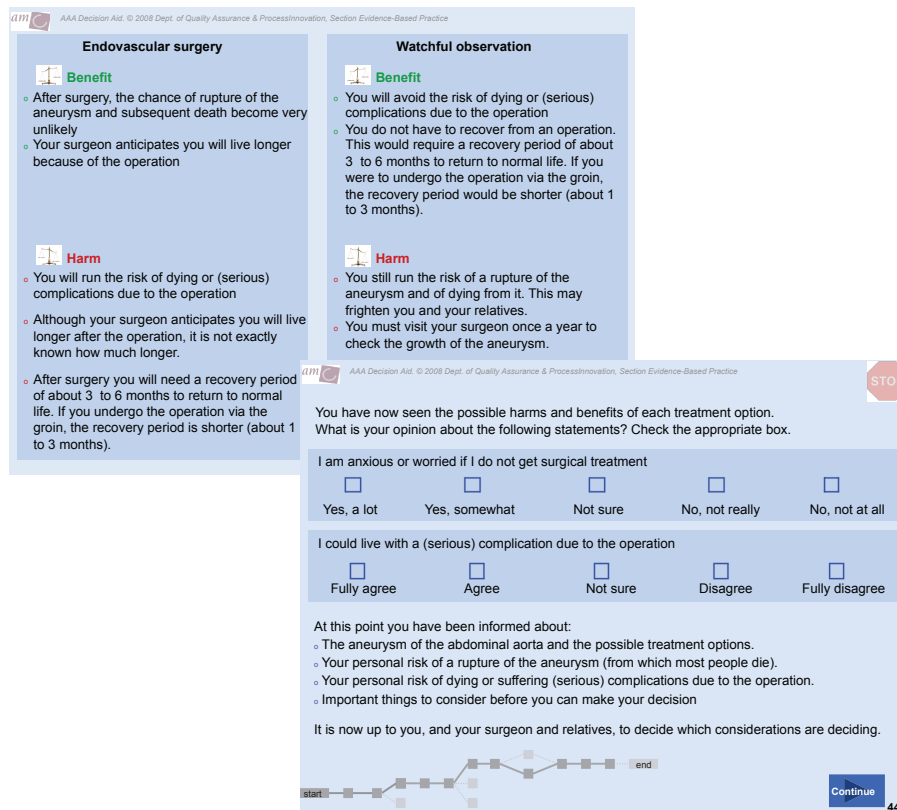 amc AAA Decision Aid. © 2008 Dept. of Quality Assurance & ProcessInnovation, Section Evidence-Based Practice
Endovascular surgery
Benefit
After surgery, the chance of rupture of the
aneurysm and subsequent death become very
unlikely
Your surgeon anticipates you will live longer
because of the operation
Harm
You will run the risk of dying or (serious)
complications due to the operation
Although your surgeon anticipates you will live
longer after the operation, it is not exactly
known how much longer.
After surgery you will need a recovery period
of about 3 to 6 months to return to normal
life. If you undergo the operation via the
groin, the recovery period is shorter (about 1
to 3 months).
Watchful observation
Benefit
You will avoid the risk of dying or (serious)
complications due to the operation
You do not have to recover from an operation.
This would require a recovery period of about
3 to 6 months to return to normal life. If you
were to undergo the operation via the groin,
the recovery period would be shorter (about 1
to 3 months).
Harm
You still run the risk of a rupture of the
aneurysm and of dying from it. This may
frighten you and your relatives.
You must visit your surgeon once a year to
check the growth of the aneurysm.
amc AAA Decision Aid. © 2008 Dept. of Quality Assurance & ProcessInnovation, Section Evidence-Based Practice
STO
You have now seen the possible harms and benefits of each treatment option.
What is your opinion about the following statements? Check the appropriate box.
I am anxious or worried if I do not get surgical treatment
Yes, a lot Yes, somewhat Not sure No, not really No, not at all
I could live with a (serious) complication due to the operation
Fully agree Agree Not sure Disagree Fully disagree
At this point you have been informed about:
The aneurysm of the abdominal aorta and the possible treatment options.
Your personal risk of a rupture of the aneurysm (from which most people die).
Your personal risk of dying or suffering (serious) complications due to the operation.
Important things to consider before you can make your decision
It is now up to you, and your surgeon and relatives, to decide which considerations are deciding.
start
end
Continue
44